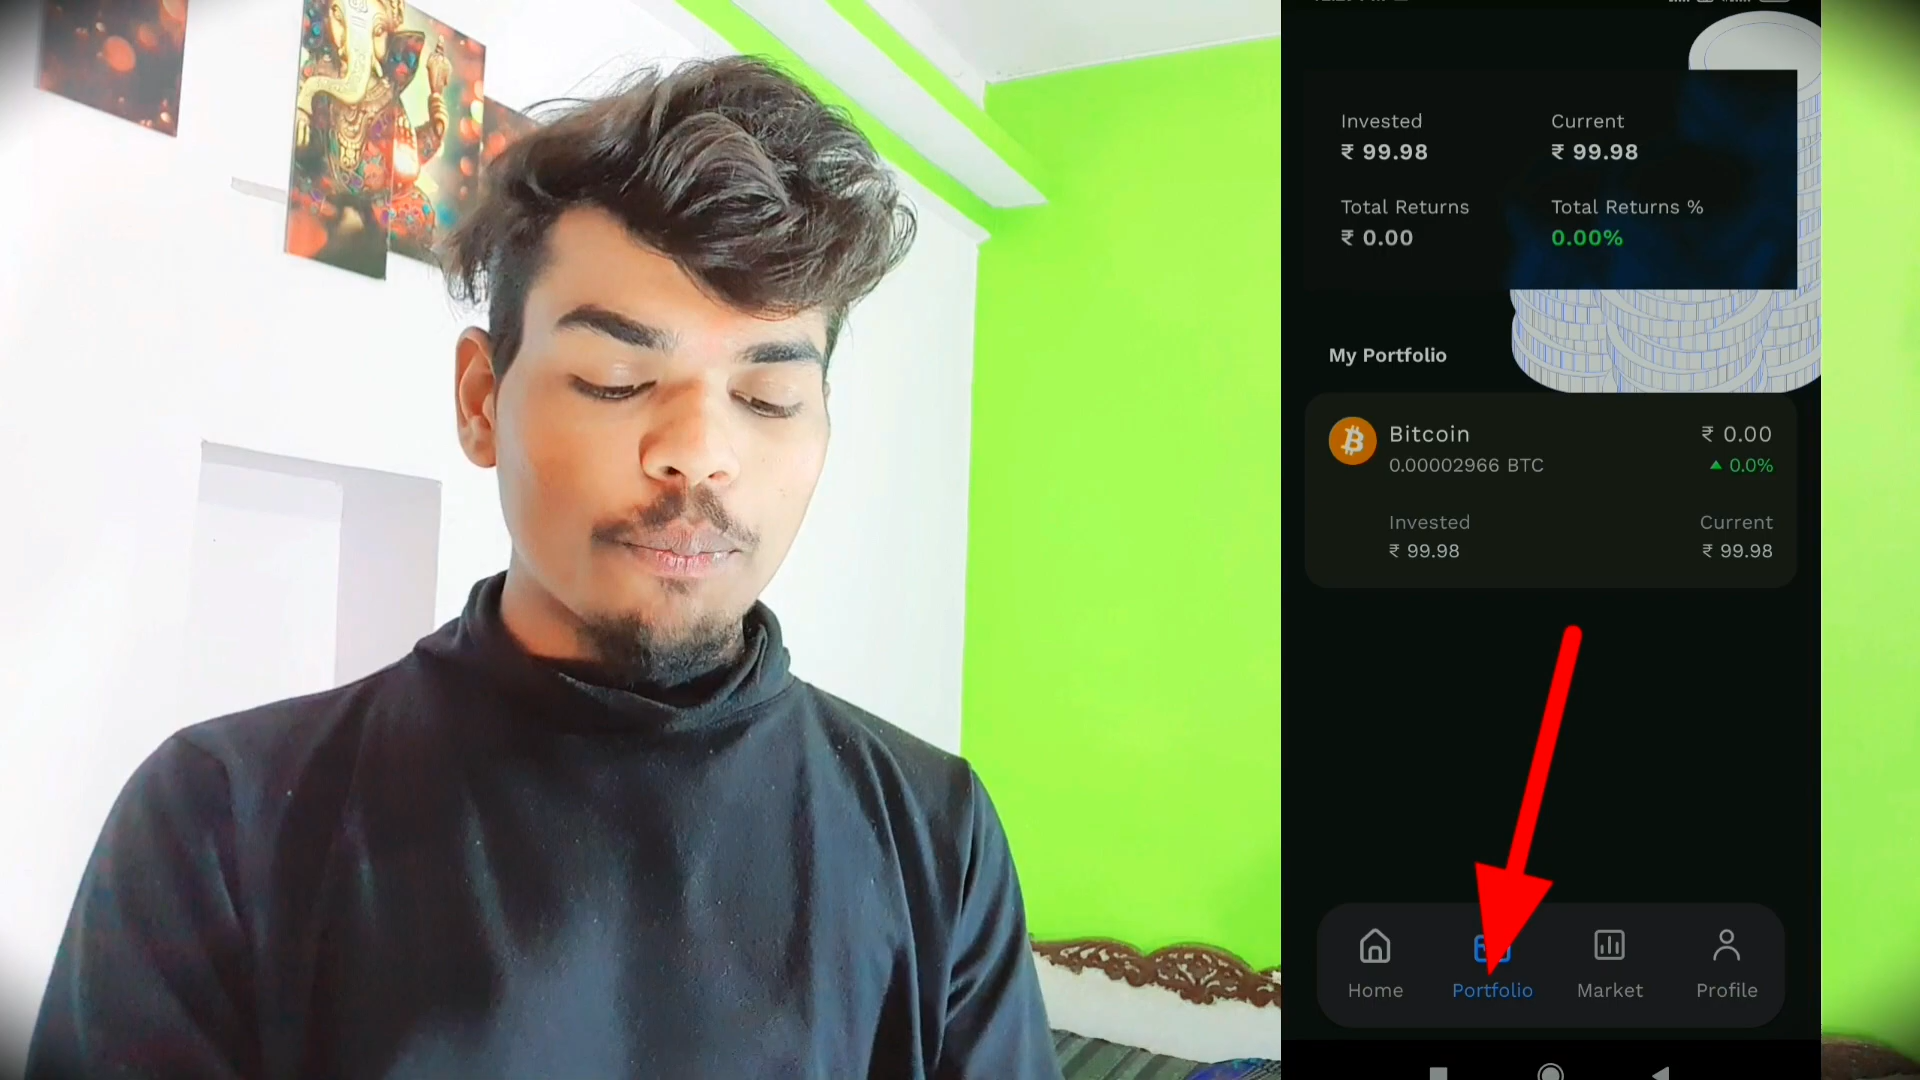 Invested Current
₹ 99.98 ₹ 99.98
Total Returns Total Returns %
₹ 0.00 0.00%
My Portfolio
Bitcoin ₹ 0.00
0.00002966 BTC ▲ 0.0%
Invested Current
₹ 99.98 ₹ 99.98
Home Portfolio Market Profile